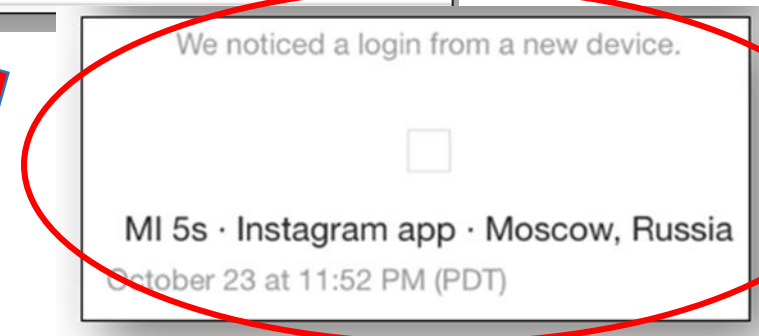 We noticed a login from a new device.
MI 5s · Instagram app · Moscow, Russia
October 23 at 11:52 PM (PDT)